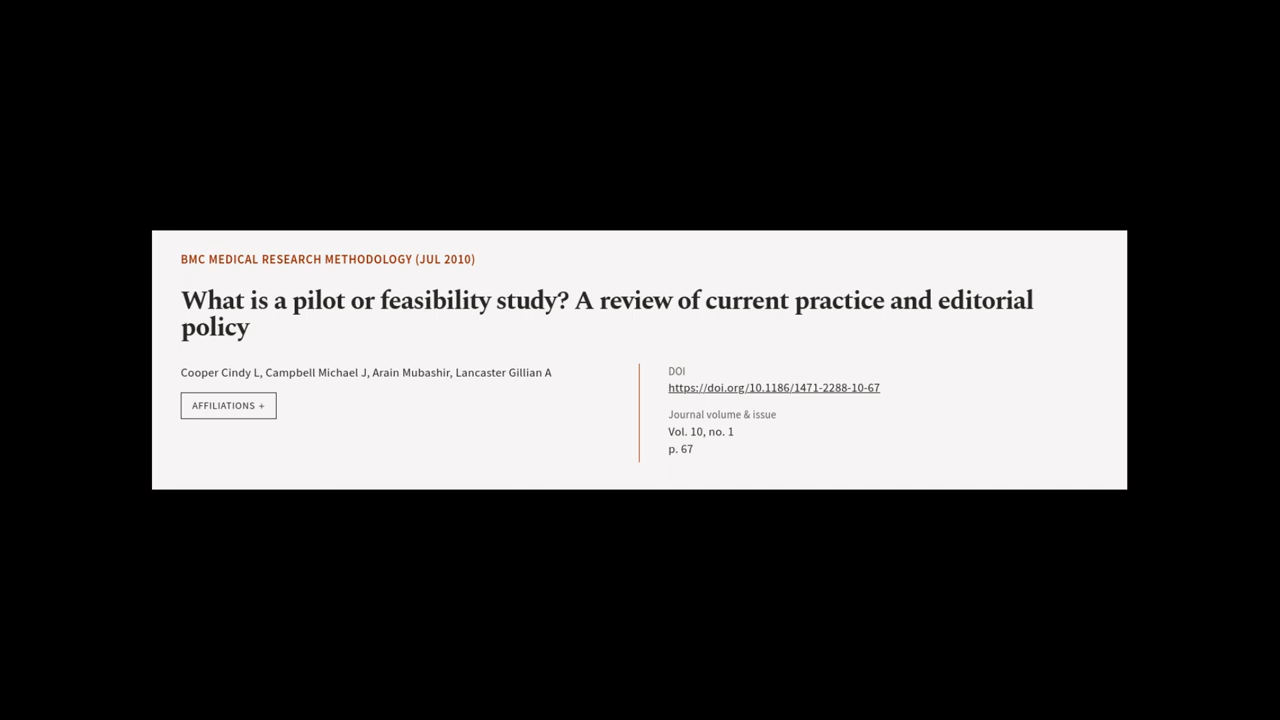 BMC MEDICAL RESEARCH METHODOLOGY (JUL 2010)
What is a pilot or feasibility study? A review of current practice and editorial
policy
Cooper Cindy L, Campbell Michael J, Arain Mubashir, Lancaster Gillian A
AFFILIATIONS +
DOI
https://doi.org/10.1186/1471-2288-10-67
Journal volume & issue
Vol. 10, no. 1
p. 67